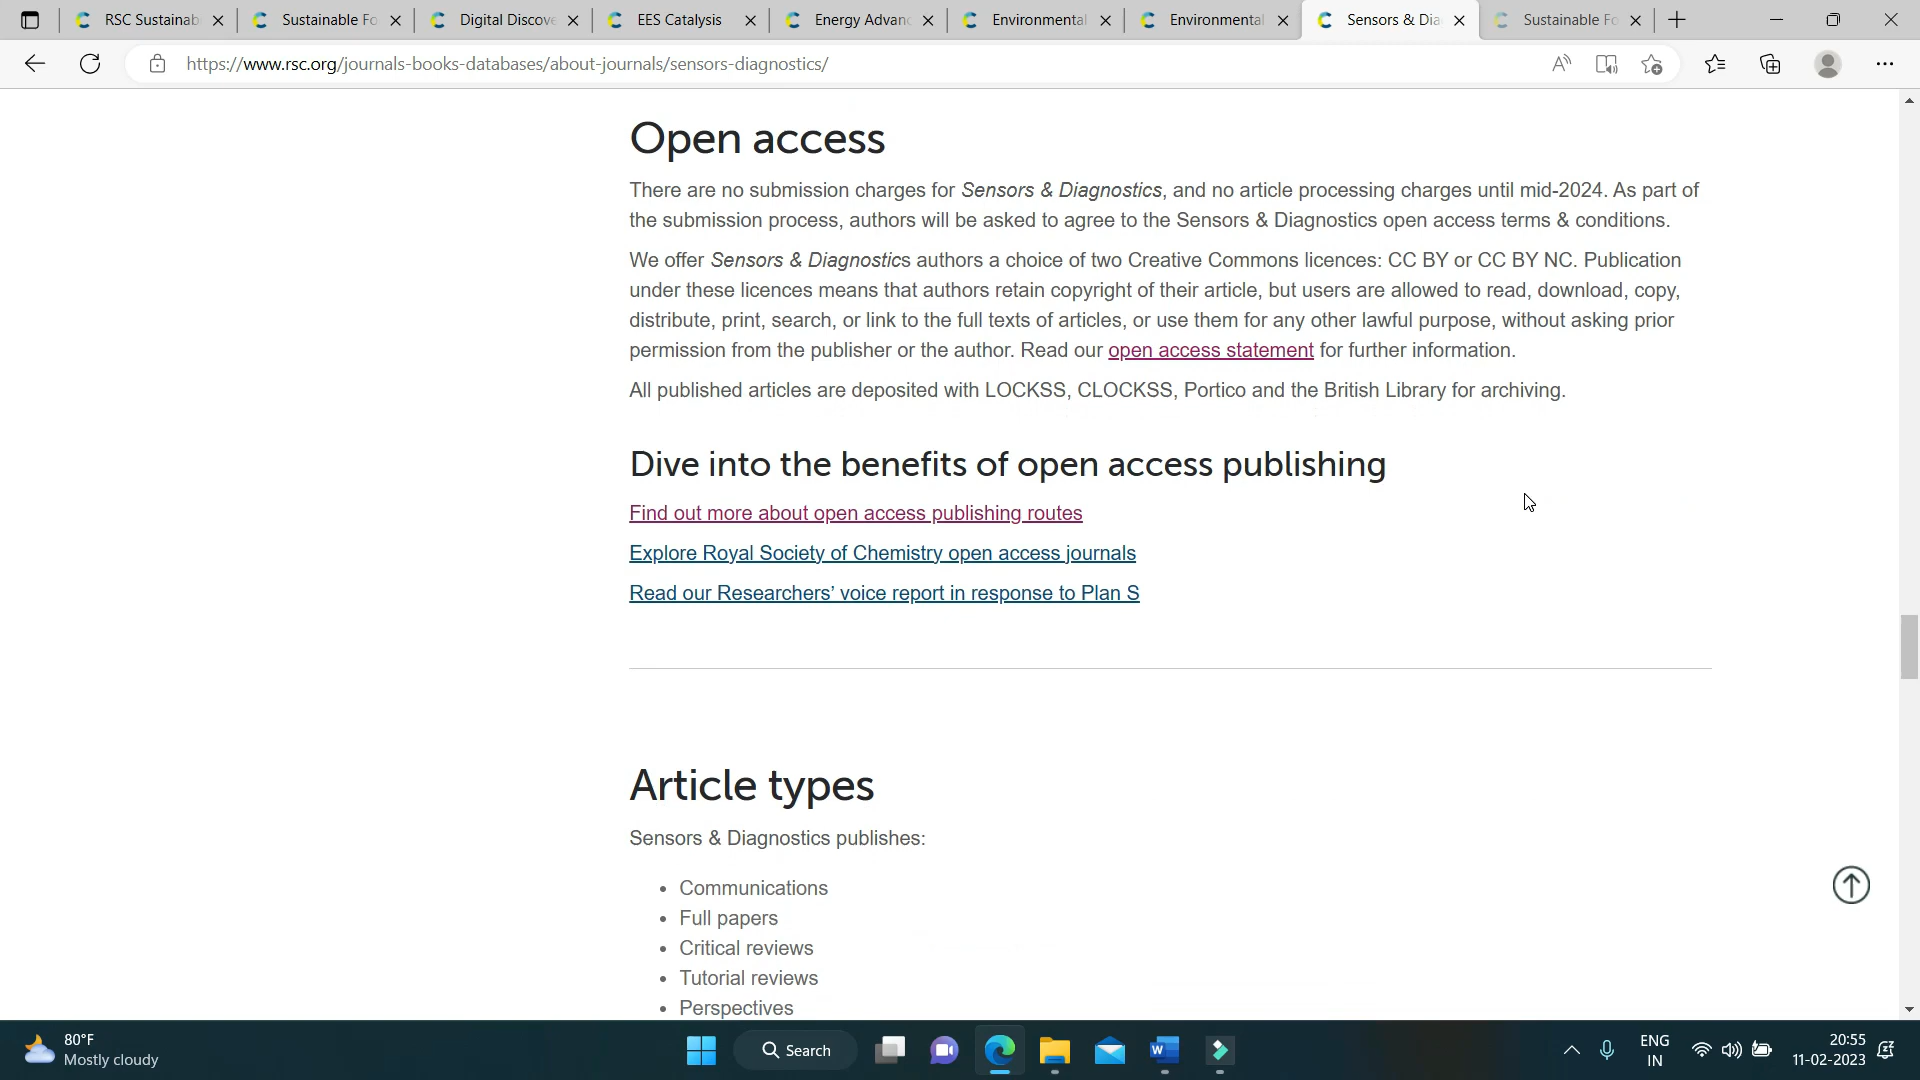 RSC Sustainab
Sustainable Fo
Digital Discove
EES Catalysis
Energy Advanc
Environmental
Environmental
Sensors & Dia
Sustainable Fo
https://www.rsc.org/journals-books-databases/about-journals/sensors-diagnostics/
Open access
There are no submission charges for Sensors & Diagnostics, and no article processing charges until mid-2024. As part of
the submission process, authors will be asked to agree to the Sensors & Diagnostics open access terms & conditions.
We offer Sensors & Diagnostics authors a choice of two Creative Commons licences: CC BY or CC BY NC. Publication
under these licences means that authors retain copyright of their article, but users are allowed to read, download, copy,
distribute, print, search, or link to the full texts of articles, or use them for any other lawful purpose, without asking prior
permission from the publisher or the author. Read our open access statement for further information.
All published articles are deposited with LOCKSS, CLOCKSS, Portico and the British Library for archiving.
Dive into the benefits of open access publishing
Find out more about open access publishing routes
Explore Royal Society of Chemistry open access journals
Read our Researchers’ voice report in response to Plan S
Article types
Sensors & Diagnostics publishes:
• Communications
• Full papers
• Critical reviews
• Tutorial reviews
• Perspectives
80°F
Mostly cloudy
Search
ENG
IN
20:55
11-02-2023